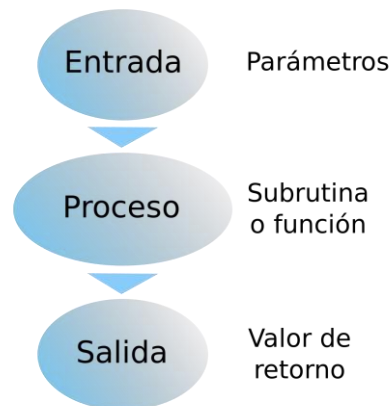 Entrada
Parámetros
Proceso
Subrutina
o función
Salida
Valor de
retorno